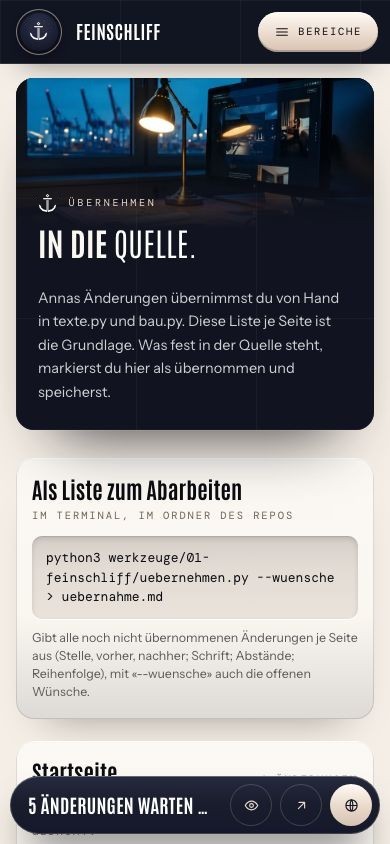 FEINSCHLIFF
BEREICHE
ÜBERNEHMEN
IN DIE QUELLE.
Annas Änderungen übernimmst du von Hand
in texte.py und bau.py. Diese Liste je Seite ist
die Grundlage. Was fest in der Quelle steht,
markierst du hier als übernommen und
speicherst.
Als Liste zum Abarbeiten
IM TERMINAL, IM ORDNER DES REPOS
python3 werkzeuge/01-
feinschliff/uebernehmen.py --wuensche
> uebernahme.md
Gibt alle noch nicht übernommenen Änderungen je Seite
aus (Stelle, vorher, nachher; Schrift; Abstände;
Reihenfolge), mit «--wuensche» auch die offenen
Wünsche.
Startseite
5 ÄNDERUNGEN WARTEN …